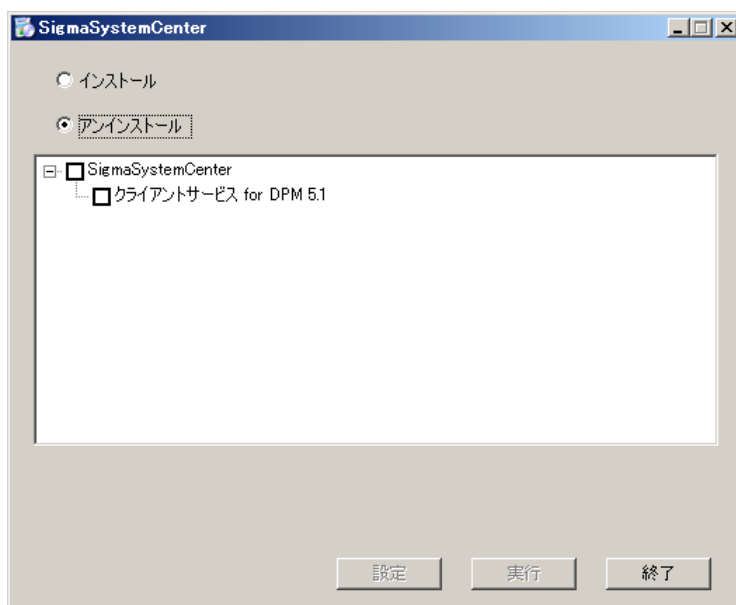 SigmaSystemCenter
インストール
アンインストール
SigmaSystemCenter
クライアントサービス for DPM 5.1
設定
実行
終了